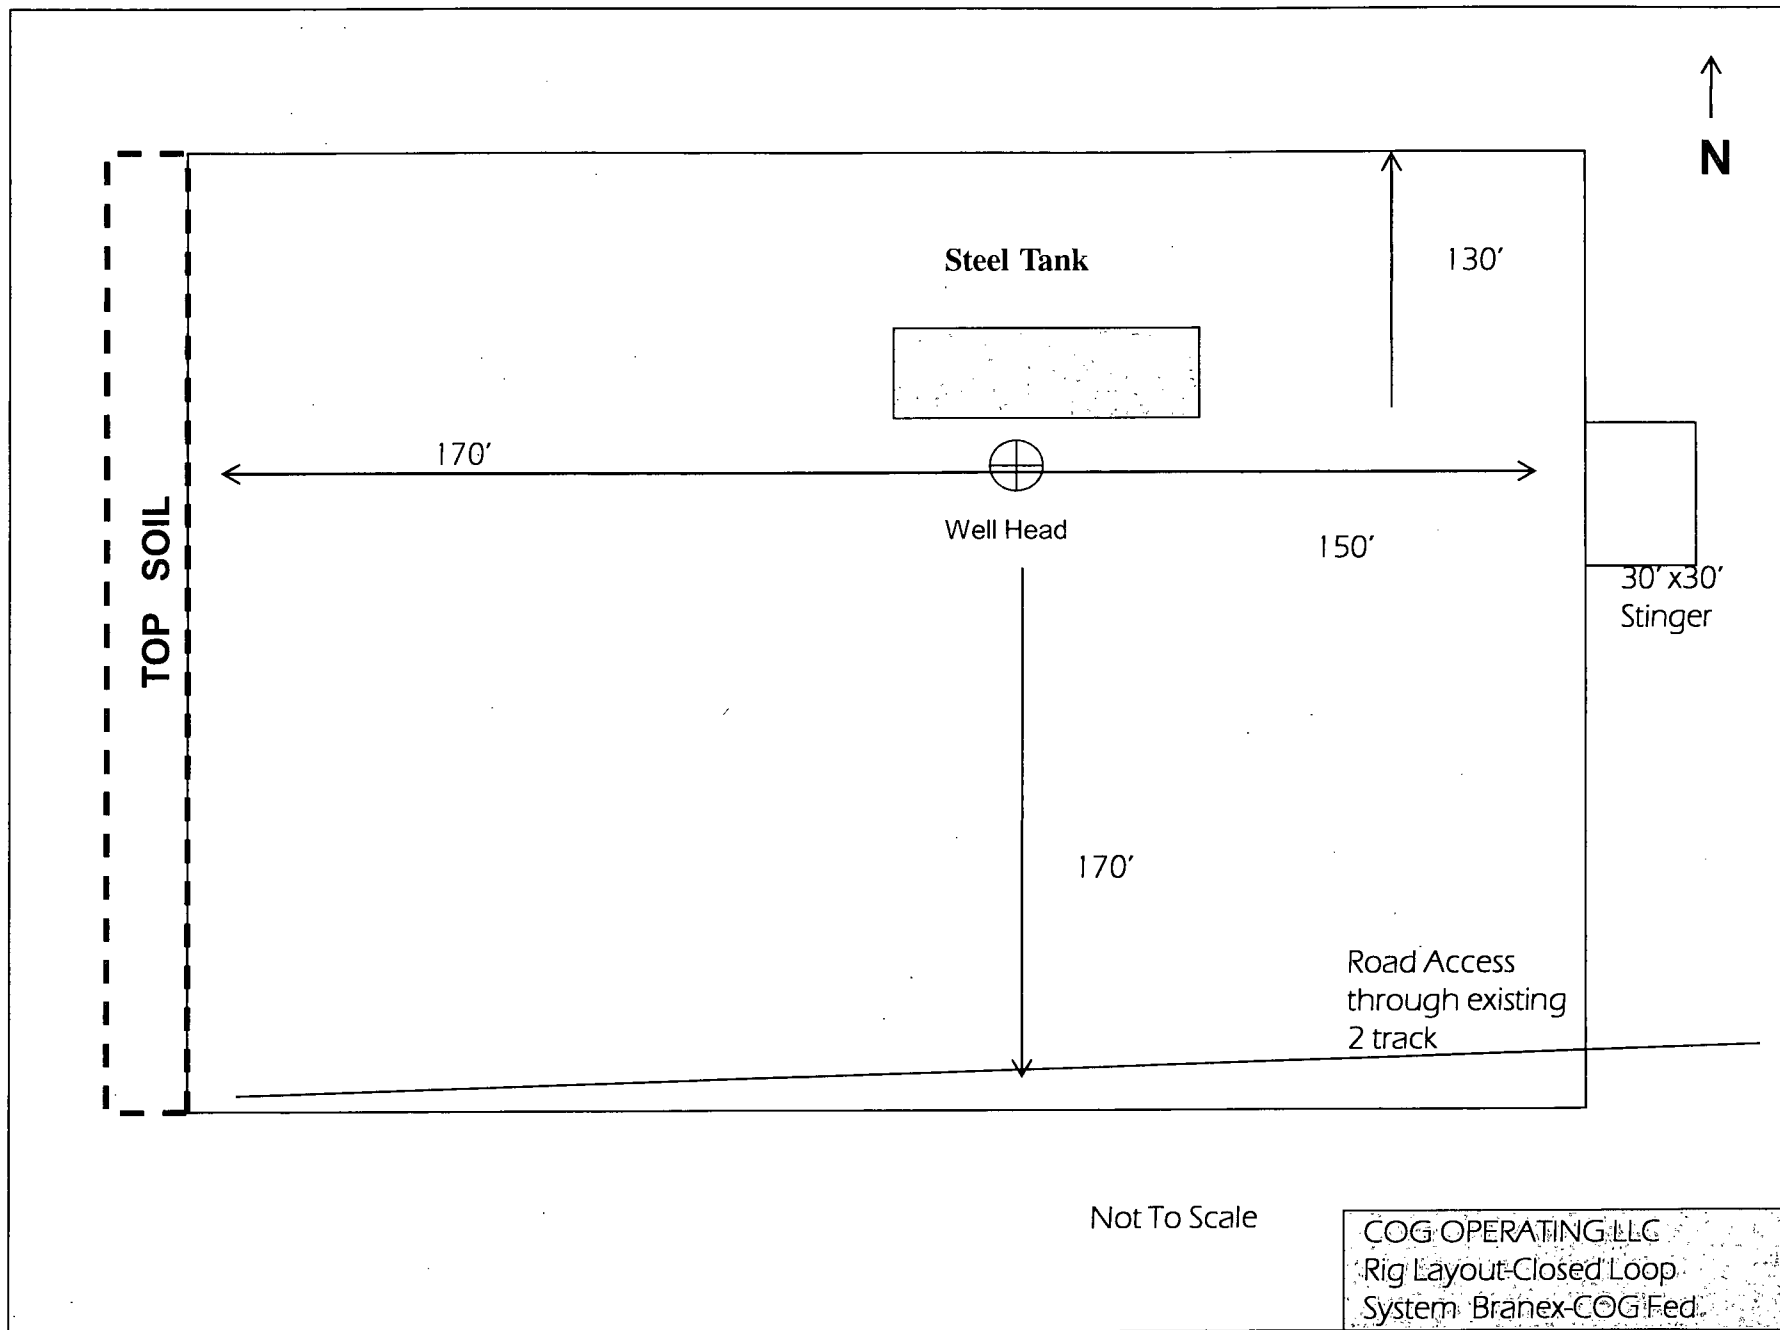 N
Steel Tank
130'
170'
Well Head
150'
TOP SOIL
30' x30'
Stinger
170'
Road Access
through existing
2 track
Not To Scale
COG OPERATING LLC
Rig Layout-Closed Loop
System Branex-COG Fed